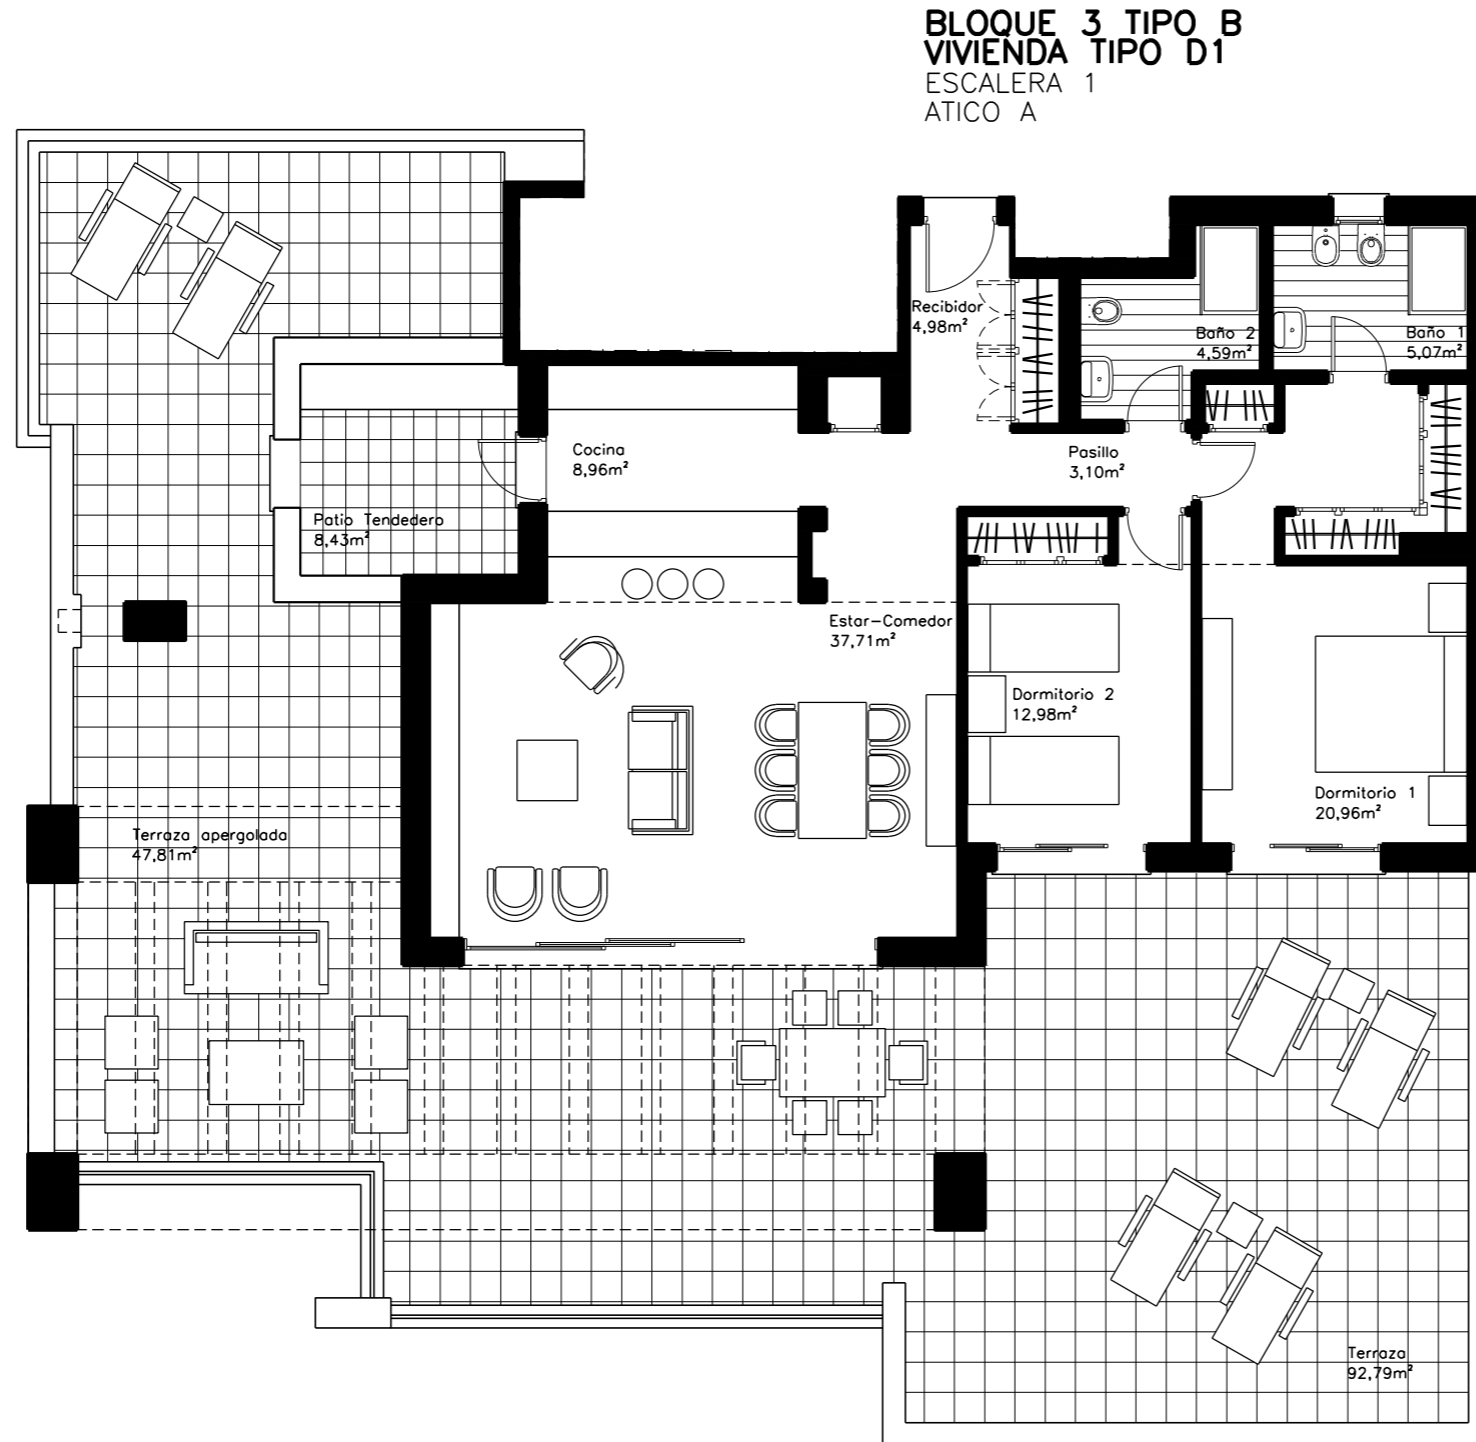 BLOQUE 3 TIPO B
VIVIENDA TIPO D1
ESCALERA 1
ATICO A
Recibidor
4,98m²
Baño 2
4,59m²
Baño 1
5,07m²
Cocina
8,96m²
Pasillo
3,10m²
Patio Tendedero
8,43m²
Estar-Comedor
37,71m²
Dormitorio 2
12,98m²
Dormitorio 1
20,96m²
Terraza apergolada
47,81m²
Terraza
92,79m²